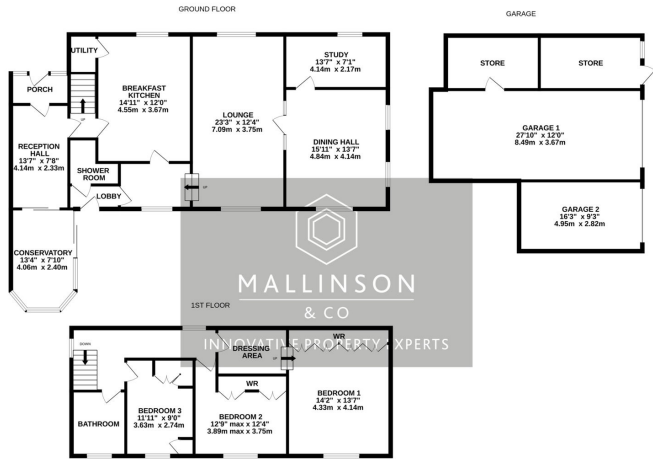 GROUND FLOOR
GARAGE
UTILITY
BREAKFAST
KITCHEN
14'11" x 12'0"
4.55m x 3.67m
STUDY
13'7" x 7'1"
4.14m x 2.17m
STORE
STORE
PORCH
UP
LOUNGE
23'3" x 12'4"
7.09m x 3.75m
DINING HALL
15'11" x 13'7"
4.84m x 4.14m
GARAGE 1
27'10" x 12'0"
8.49m x 3.67m
RECEPTION
HALL
13'7" x 7'8"
4.14m x 2.33m
SHOWER
ROOM
UP
LOBBY
GARAGE 2
16'3" x 9'3"
4.95m x 2.82m
CONSERVATORY
13'4" x 7'10"
4.06m x 2.40m
MALLINSON
& CO
INNOVATIVE PROPERTY EXPERTS
1ST FLOOR
DOWN
DRESSING
AREA
UP
WR
WR
BEDROOM 1
14'2" x 13'7"
4.33m x 4.14m
BATHROOM
BEDROOM 3
11'11" x 9'0"
3.63m x 2.74m
BEDROOM 2
12'9" max x 12'4"
3.89m max x 3.75m